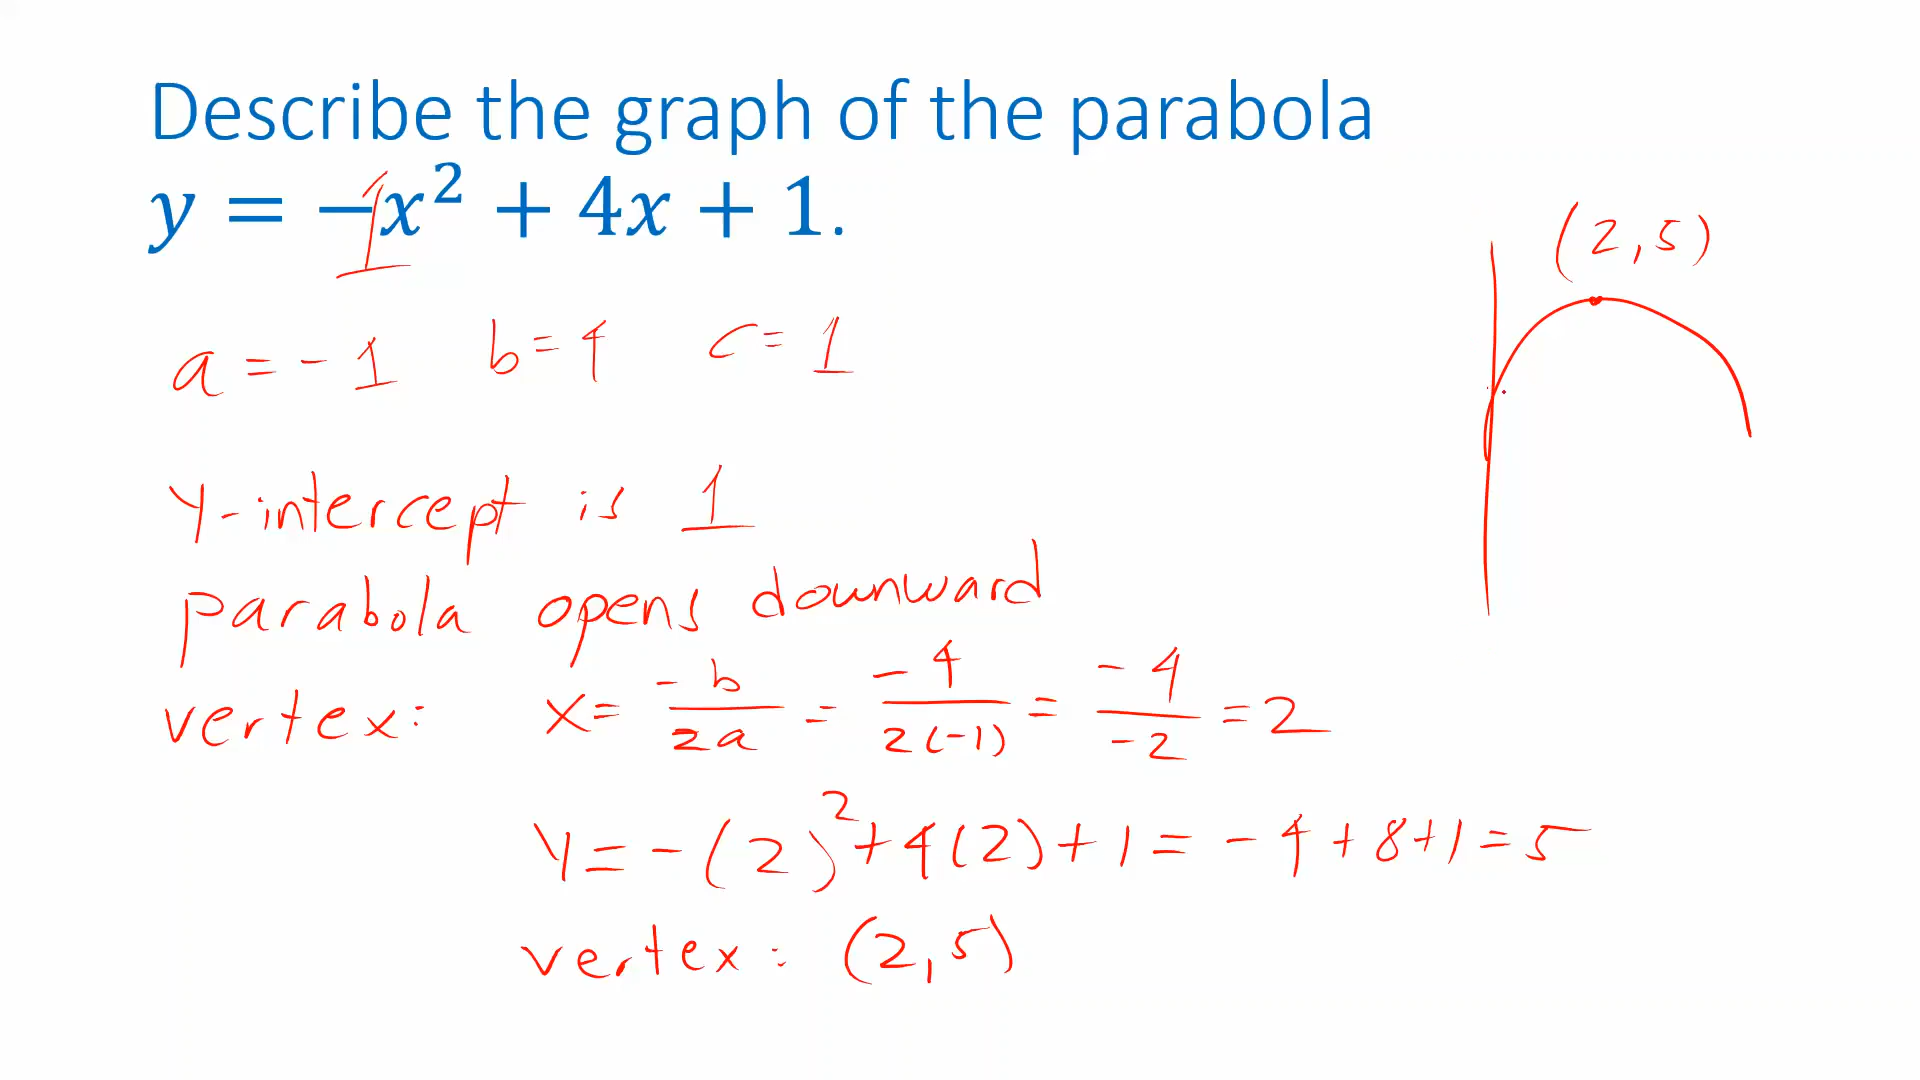 Describe the graph of the parabola
y = −1x² + 4x + 1.
(2,5)
a = -1 b = 4 c = 1
Y-intercept is 1
parabola opens downward
vertex: x = -b/2a = -4/2(-1) = -4/-2 = 2
Y = -(2)² + 4(2) + 1 = -4 + 8 + 1 = 5
vertex: (2,5)